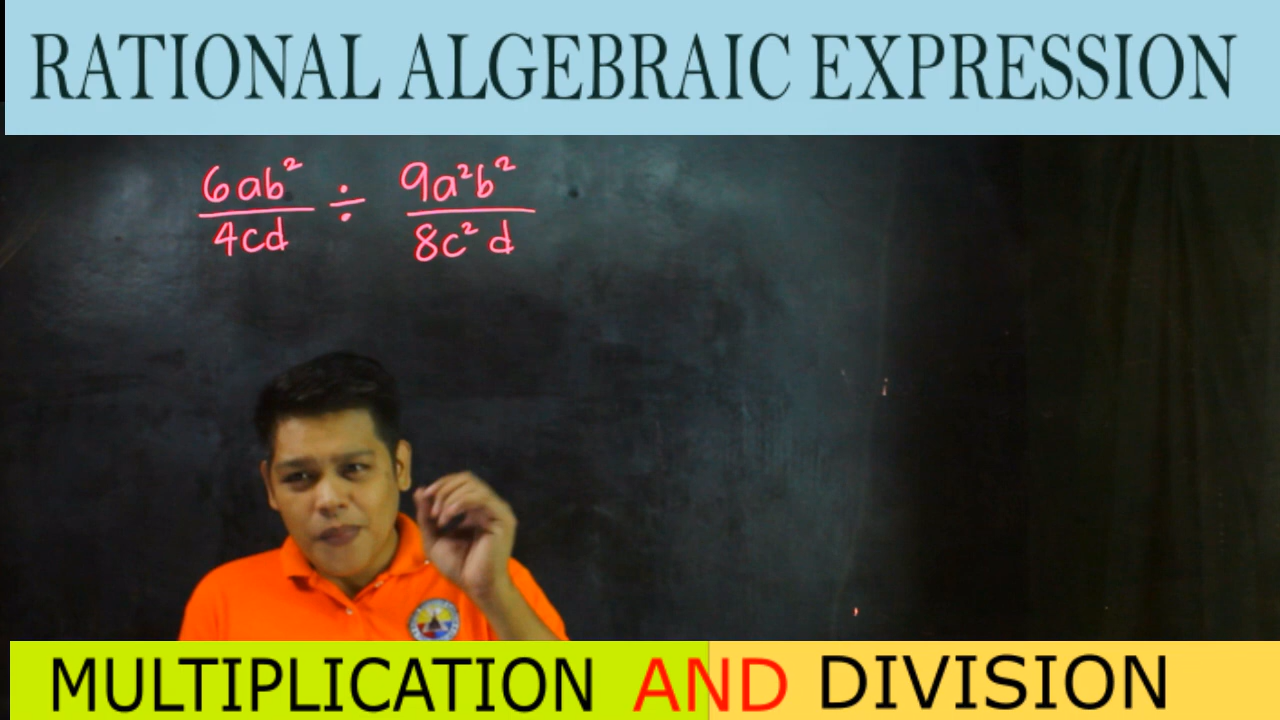 RATIONAL ALGEBRAIC EXPRESSION
6ab² ÷ 9a²b²
4cd 8c²d
MULTIPLICATION AND DIVISION